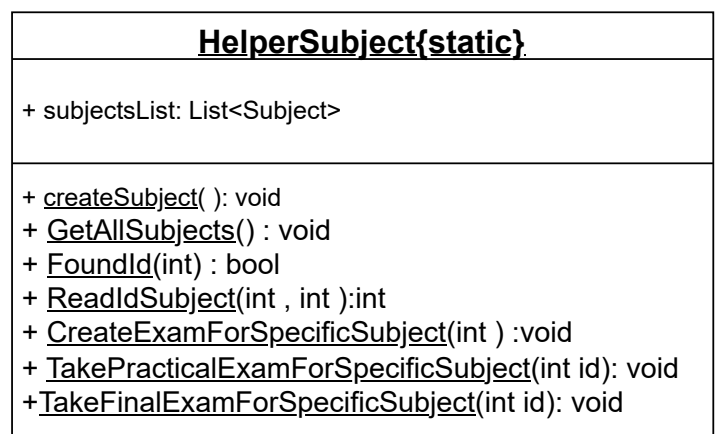 HelperSubject{static}
+ subjectsList: List<Subject>
+ createSubject( ): void
+ GetAllSubjects() : void
+ FoundId(int) : bool
+ ReadIdSubject(int , int ):int
+ CreateExamForSpecificSubject(int ) :void
+ TakePracticalExamForSpecificSubject(int id): void
+TakeFinalExamForSpecificSubject(int id): void